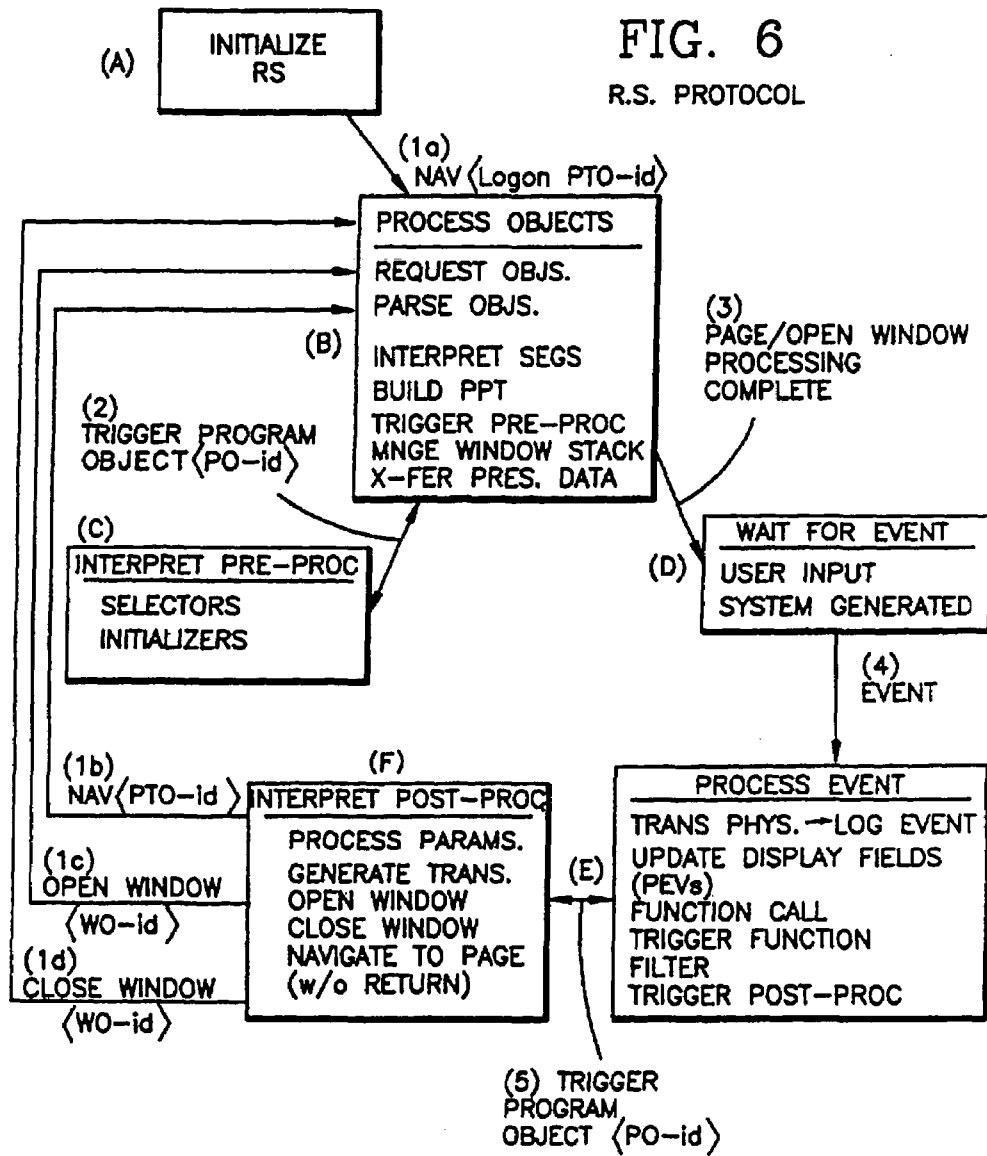 FIG. 6
R.S. PROTOCOL
(A)
INITIALIZE
RS
(1a)
NAV〈Logon PTO-id〉
PROCESS OBJECTS
REQUEST OBJS.
PARSE OBJS.
(B)
INTERPRET SEGS
BUILD PPT
TRIGGER PRE-PROC
MNGE WINDOW STACK
X-FER PRES. DATA
(2)
TRIGGER PROGRAM
OBJECT〈PO-id〉
(3)
PAGE/OPEN WINDOW
PROCESSING
COMPLETE
(C)
INTERPRET PRE-PROC
SELECTORS
INITIALIZERS
(D)
WAIT FOR EVENT
USER INPUT
SYSTEM GENERATED
(4)
EVENT
(1b)
NAV〈PTO-id〉
(1c)
OPEN WINDOW
〈WO-id〉
(1d)
CLOSE WINDOW
〈WO-id〉
(F)
INTERPRET POST-PROC
PROCESS PARAMS.
GENERATE TRANS.
OPEN WINDOW
CLOSE WINDOW
NAVIGATE TO PAGE
(w/o RETURN)
(E)
PROCESS EVENT
TRANS PHYS.→LOG EVENT
UPDATE DISPLAY FIELDS
(PEVs)
FUNCTION CALL
TRIGGER FUNCTION
FILTER
TRIGGER POST-PROC
(5) TRIGGER
PROGRAM
OBJECT〈PO-id〉